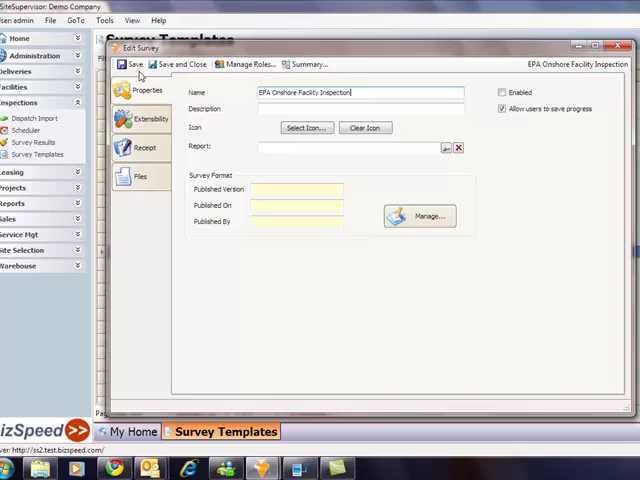 SiteSupervisor: Demo Company
User: admin
File GoTo Tools View Help
Home
Administration
Deliveries
Facilities
Inspections
Dispatch Import
Scheduler
Survey Results
Survey Templates
Leasing
Projects
Reports
Sales
Service Mgt
Site Selection
Warehouse
Survey Templates
Edit Survey
Save Save and Close Manage Roles... Summary... EPA Onshore Facility Inspection
Properties
Extensibility
Receipt
Files
Name EPA Onshore Facility Inspection Enabled
Description Allow users to save progress
Icon Select Icon... Clear Icon
Report:
Survey Format
Published Version
Published On
Published By
Manage...
bizSpeed
My Home Survey Templates
ver: http://ss2.test.bizspeed.com/